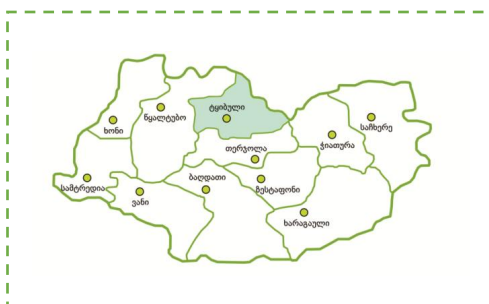 ტყიბული
წყალტუბო
ხონი
საჩხერე
ჭიათურა
თერჯოლა
ბაღდათი
ზესტაფონი
სამტრედია
ვანი
ხარაგაული